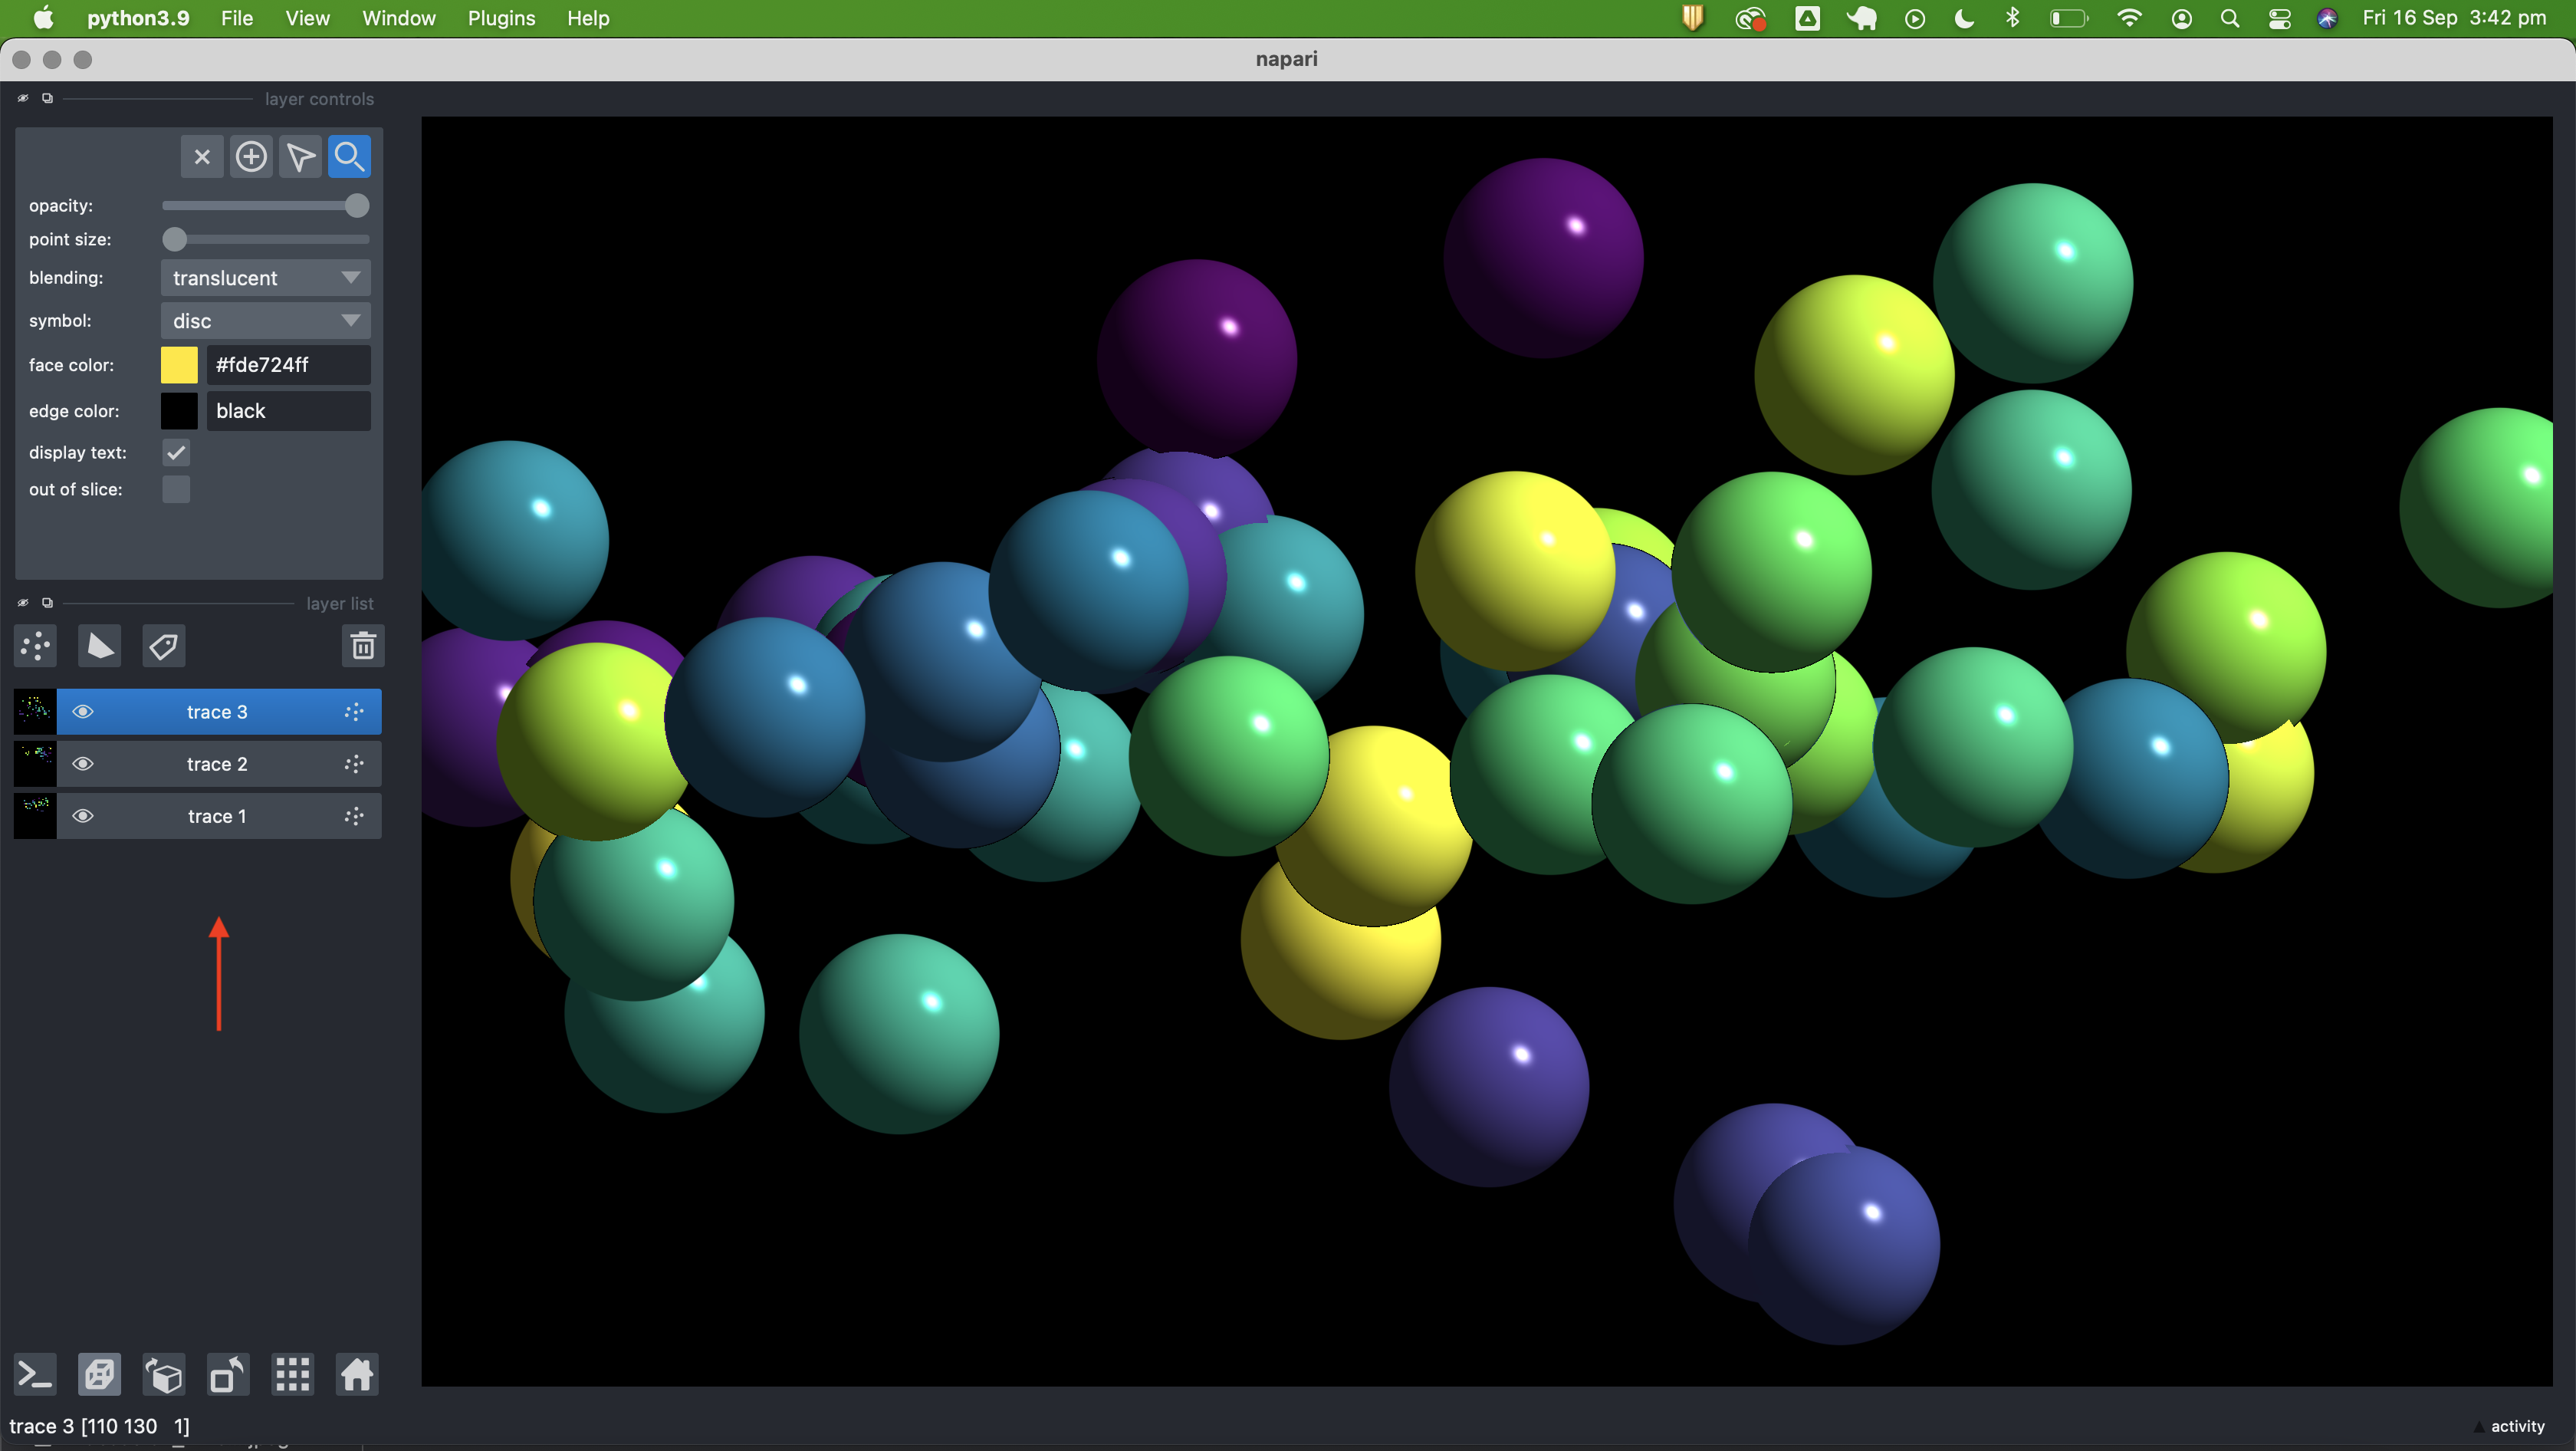 python3.9 File View Window Plugins Help Fri 16 Sep 3:42 pm
napari
layer controls
opacity:
point size:
blending: translucent
symbol: disc
face color: #fde724ff
edge color: black
display text:
out of slice:
layer list
trace 3
trace 2
trace 1
trace 3 [110 130 1]
activity